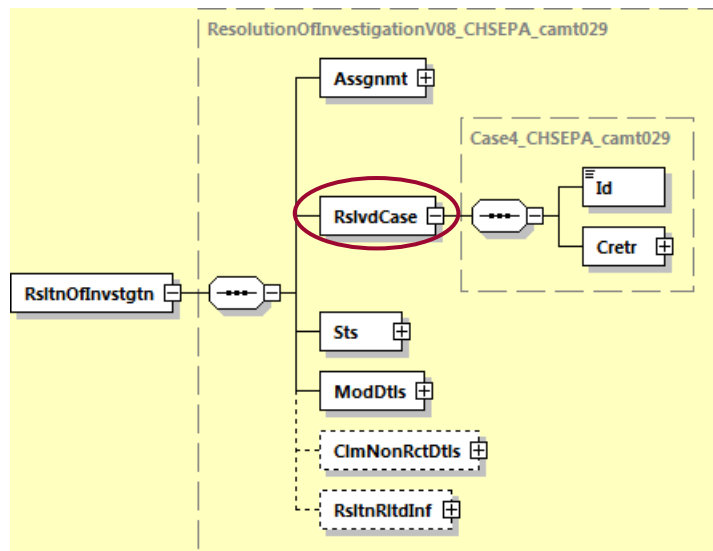 ResolutionOfInvestigationV08_CHSEPA_camt029
Assgnmt
Case4_CHSEPA_camt029
RslvdCase
Id
Cretr
RsltnOfInvstgtn
Sts
ModDtls
ClmNonRctDtls
RsltnRltdInf